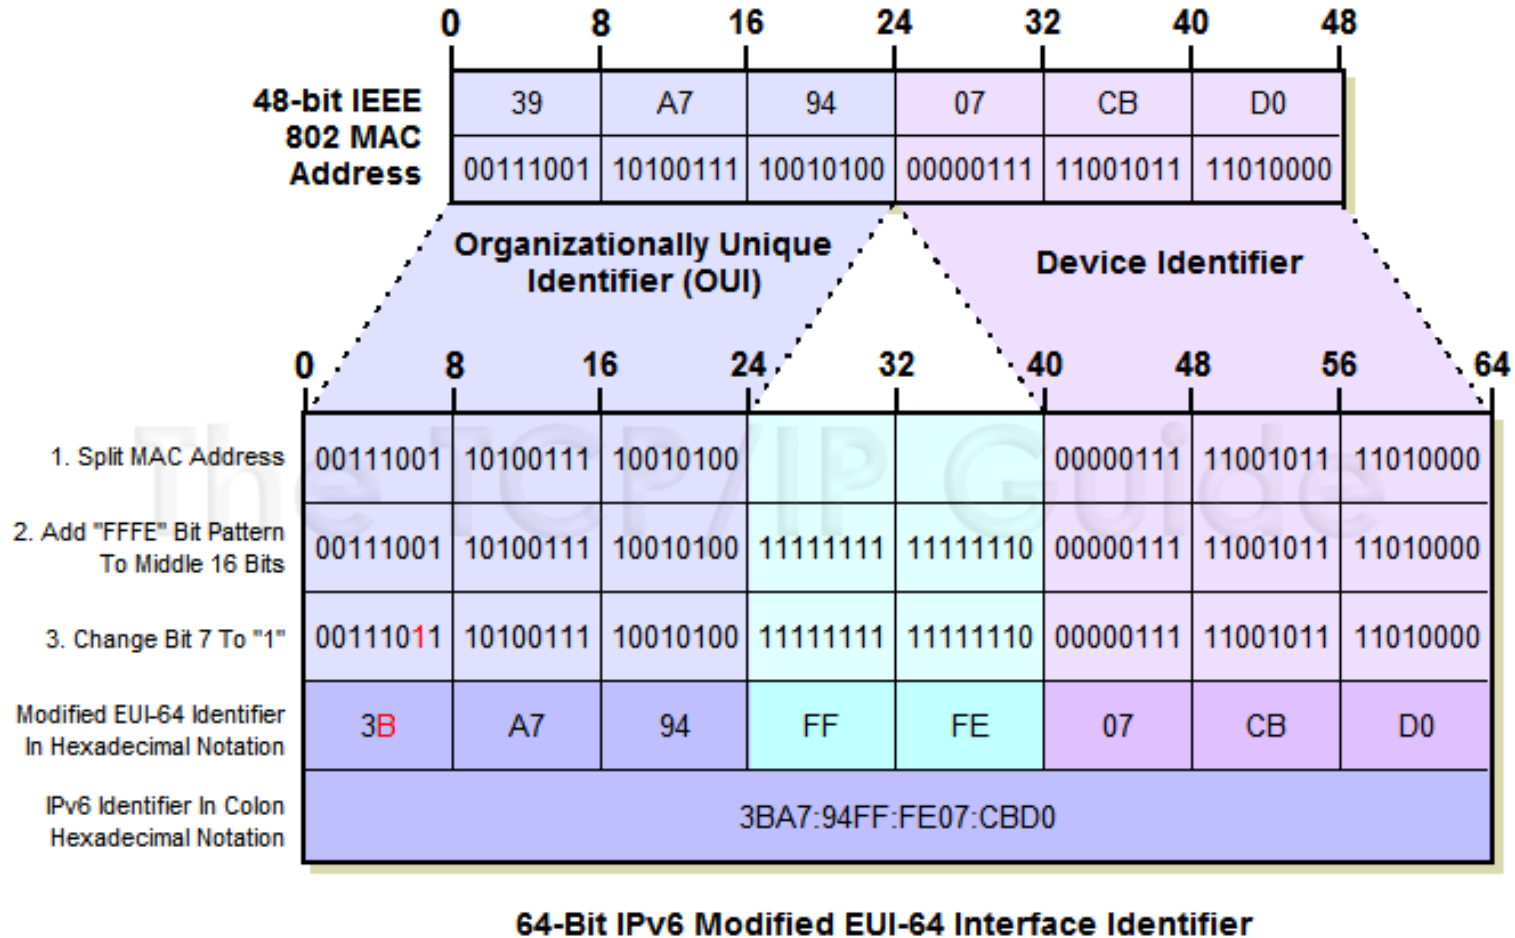 0 8 16 24 32 40 48
48-bit IEEE
802 MAC
Address
39 A7 94 07 CB D0
00111001 10100111 10010100 00000111 11001011 11010000
Organizationally Unique
Identifier (OUI)
Device Identifier
0 8 16 24 32 40 48 56 64
The TCP/IP Guide
1. Split MAC Address 00111001 10100111 10010100 00000111 11001011 11010000
2. Add "FFFE" Bit Pattern
To Middle 16 Bits
00111001 10100111 10010100 11111111 11111110 00000111 11001011 11010000
3. Change Bit 7 To "1" 00111011 10100111 10010100 11111111 11111110 00000111 11001011 11010000
Modified EUI-64 Identifier
In Hexadecimal Notation
3B A7 94 FF FE 07 CB D0
IPv6 Identifier In Colon
Hexadecimal Notation
3BA7:94FF:FE07:CBD0
64-Bit IPv6 Modified EUI-64 Interface Identifier